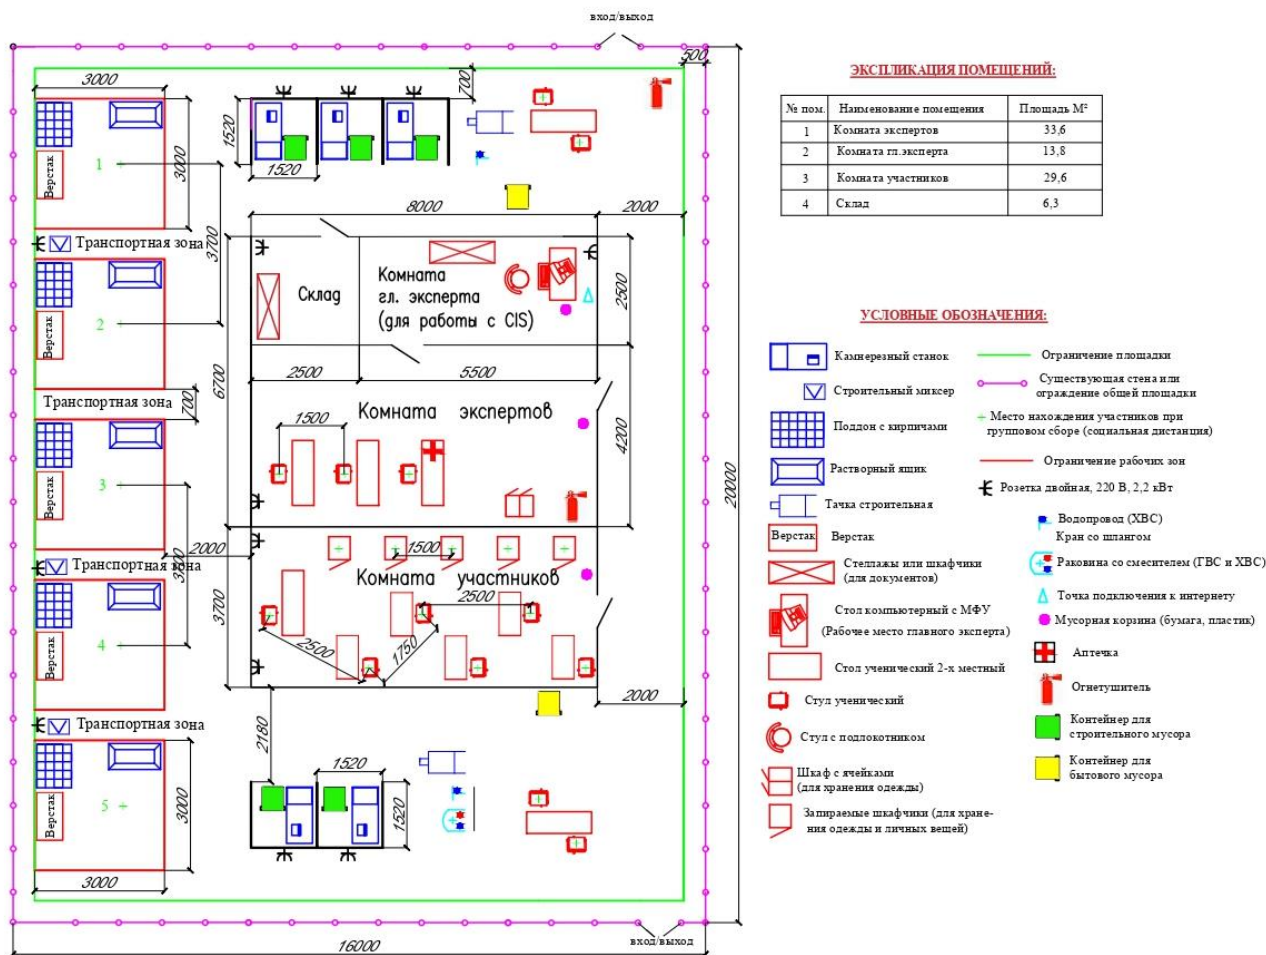 вход/выход
500
3000
700
1520
3000
1
Верстак
1520
8000
2000
3700
Транспортная зона
Склад
Комната
гл. эксперта
(для работы с CIS)
2500
2
Верстак
2500
5500
6700
Транспортная зона
700
Комната экспертов
1500
4200
3
Верстак
20000
2000
Транспортная зона
3700
1500
Комната участников
2500
3700
2500
1750
4
Верстак
2000
Транспортная зона
2180
1520
1520
5
Верстак
3000
3000
вход/выход
16000
ЭКСПЛИКАЦИЯ ПОМЕЩЕНИЙ:
№ пом. Наименование помещения Площадь М²
1 Комната экспертов 33,6
2 Комната гл.эксперта 13,8
3 Комната участников 29,6
4 Склад 6,3
УСЛОВНЫЕ ОБОЗНАЧЕНИЯ:
Камнерезный станок
Строительный миксер
Поддон с кирпичами
Растворный ящик
Тачка строительная
Верстак Верстак
Стеллажы или шкафчики
(для документов)
Стол компьютерный с МФУ
(Рабочее место главного эксперта)
Стол ученический 2-х местный
Стул ученический
Стул с подлокотником
Шкаф с ячейками
(для хранения одежды)
Запираемые шкафчики (для хране-
ния одежды и личных вещей)
Ограничение площадки
Существующая стена или
ограждение общей площадки
Место нахождения участников при
групповом сборе (социальная дистанция)
Ограничение рабочих зон
Розетка двойная, 220 В, 2,2 кВт
Водопровод (ХВС)
Кран со шлангом
Раковина со смесителем (ГВС и ХВС)
Точка подключения к интернету
Мусорная корзина (бумага, пластик)
Аптечка
Огнетушитель
Контейнер для
строительного мусора
Контейнер для
бытового мусора